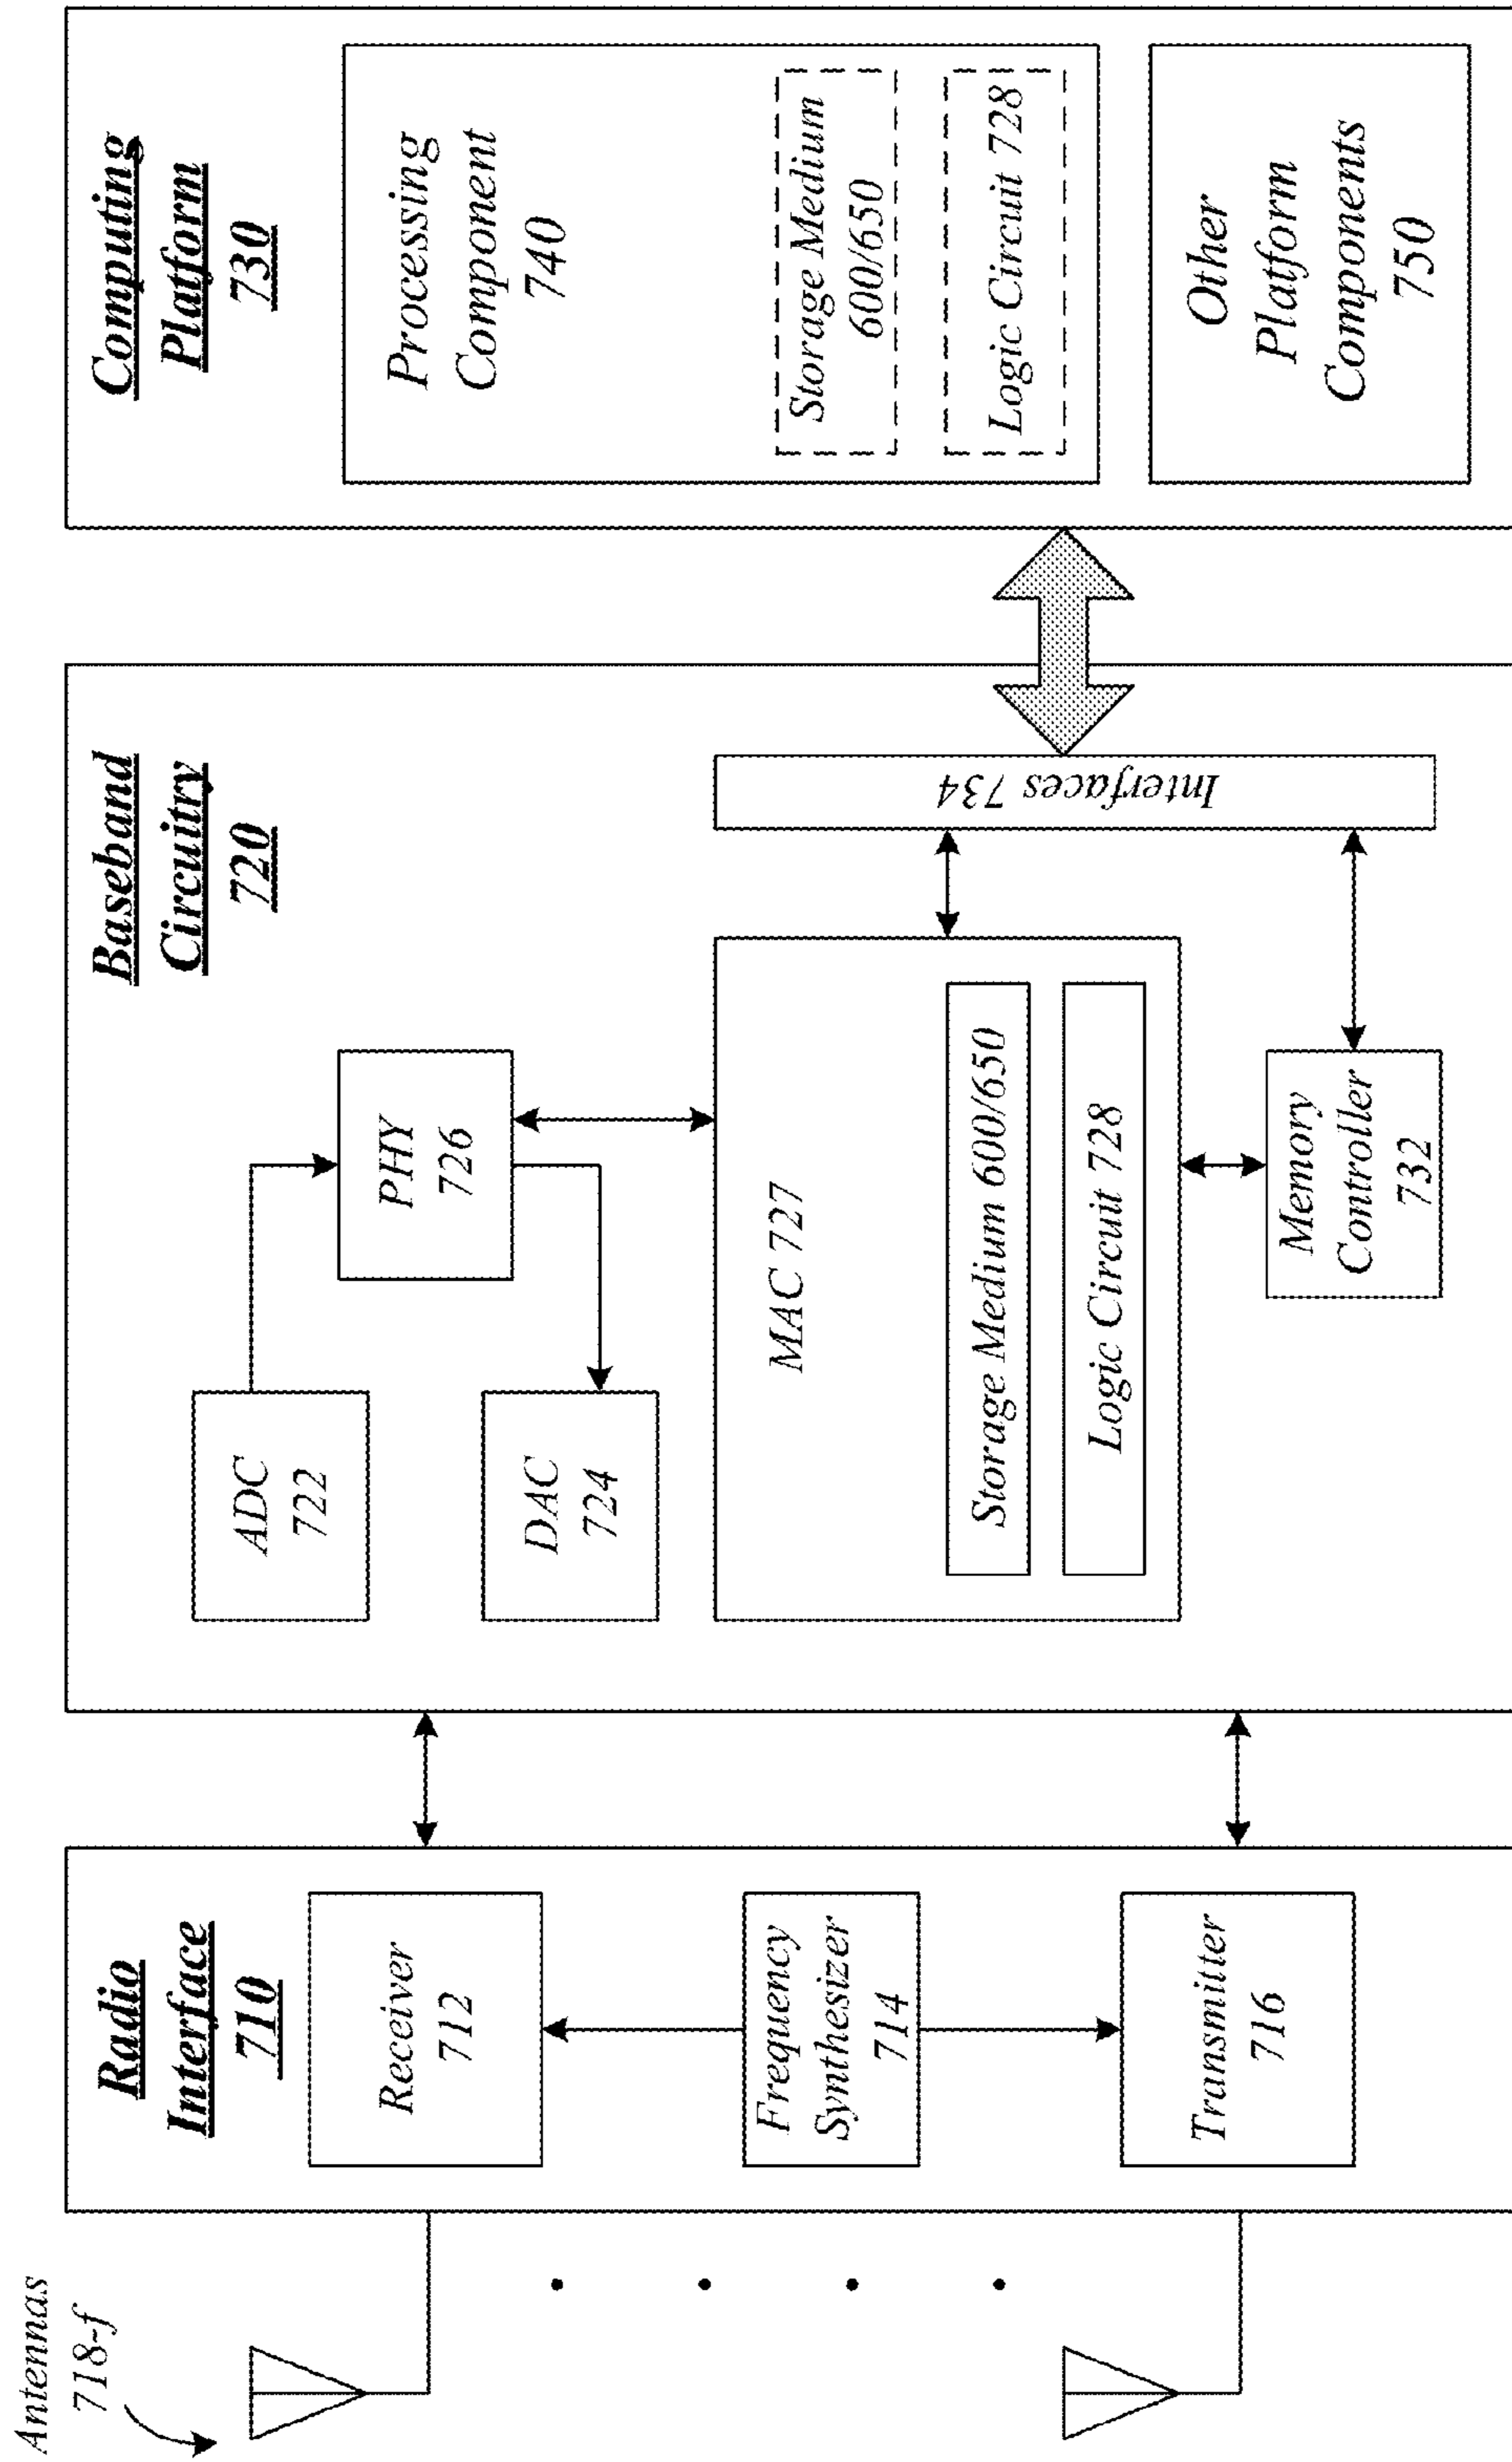 Antennas
718-f
Radio
Interface
710
Receiver
712
Frequency
Synthesizer
714
Transmitter
716
Baseband
Circuitry
720
ADC
722
PHY
726
DAC
724
MAC 727
Storage Medium 600/650
Logic Circuit 728
Memory
Controller
732
Interfaces 734
Computing
Platform
730
Processing
Component
740
Storage Medium
600/650
Logic Circuit 728
Other
Platform
Components
750